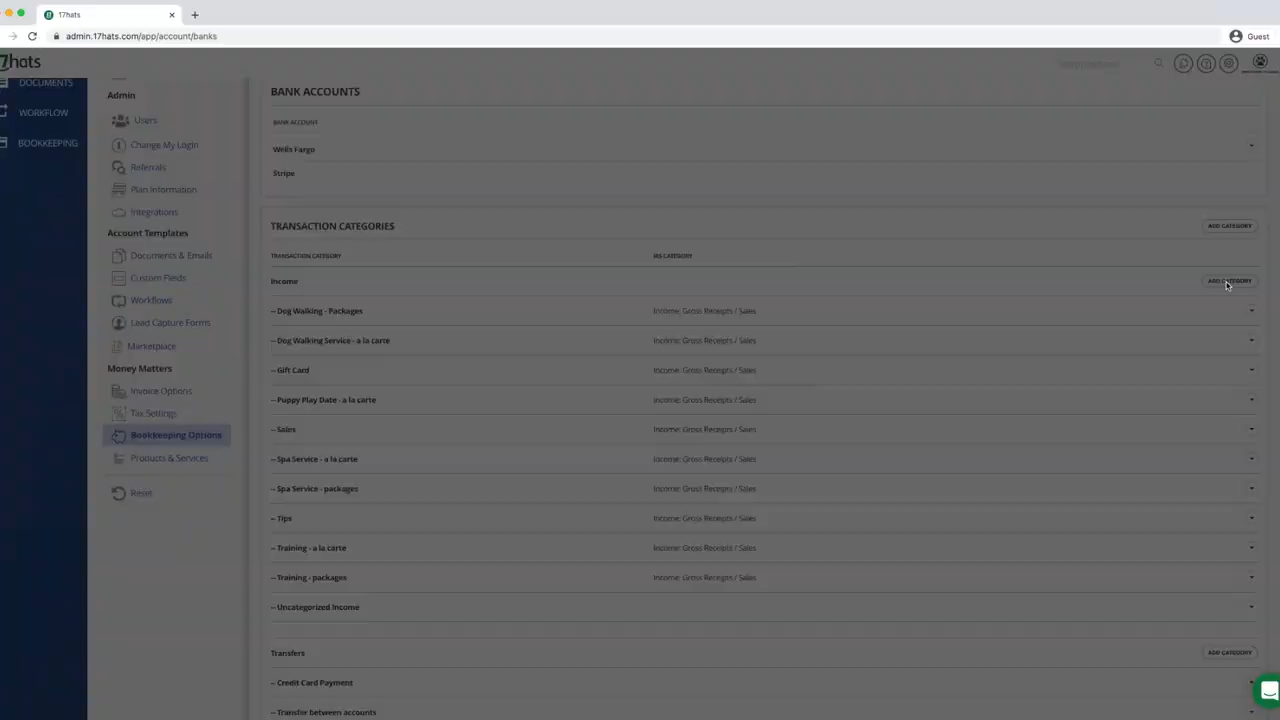 17hats
admin.17hats.com/app/account/banks
Guest
7hats
DOCUMENTS
WORKFLOW
BOOKKEEPING
Admin
Users
Change My Login
Referrals
Plan Information
Integrations
Account Templates
Documents & Emails
Custom Fields
Workflows
Lead Capture Forms
Marketplace
Money Matters
Invoice Options
Tax Settings
Bookkeeping Options
Products & Services
Reset
BANK ACCOUNTS
BANK ACCOUNT
Wells Fargo
Stripe
TRANSACTION CATEGORIES ADD CATEGORY
TRANSACTION CATEGORY IRS CATEGORY
Income ADD CATEGORY
-- Dog Walking - Packages Income: Gross Receipts / Sales
-- Dog Walking Service - a la carte Income: Gross Receipts / Sales
-- Gift Card Income: Gross Receipts / Sales
-- Puppy Play Date - a la carte Income: Gross Receipts / Sales
-- Sales Income: Gross Receipts / Sales
-- Spa Service - a la carte Income: Gross Receipts / Sales
-- Spa Service - packages Income: Gross Receipts / Sales
-- Tips Income: Gross Receipts / Sales
-- Training - a la carte Income: Gross Receipts / Sales
-- Training - packages Income: Gross Receipts / Sales
-- Uncategorized Income
Transfers ADD CATEGORY
-- Credit Card Payment
-- Transfer between accounts